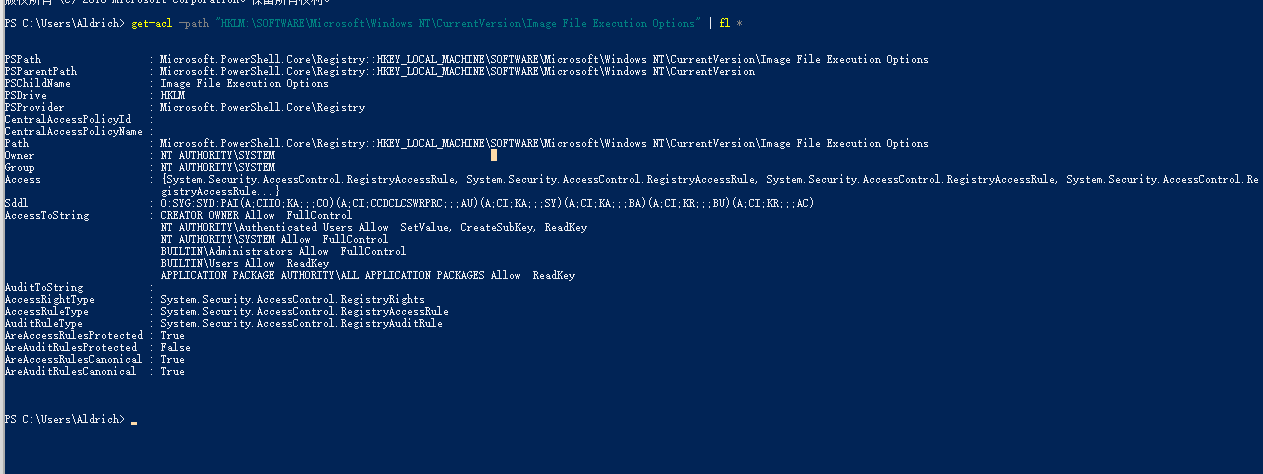 PS C:\Users\Aldrich> get-acl -path "HKLM:\SOFTWARE\Microsoft\Windows NT\CurrentVersion\Image File Execution Options" | fl *
PSPath : Microsoft.PowerShell.Core\Registry::HKEY_LOCAL_MACHINE\SOFTWARE\Microsoft\Windows NT\CurrentVersion\Image File Execution Options
PSParentPath : Microsoft.PowerShell.Core\Registry::HKEY_LOCAL_MACHINE\SOFTWARE\Microsoft\Windows NT\CurrentVersion
PSChildName : Image File Execution Options
PSDrive : HKLM
PSProvider : Microsoft.PowerShell.Core\Registry
CentralAccessPolicyId :
CentralAccessPolicyName :
Path : Microsoft.PowerShell.Core\Registry::HKEY_LOCAL_MACHINE\SOFTWARE\Microsoft\Windows NT\CurrentVersion\Image File Execution Options
Owner : NT AUTHORITY\SYSTEM
Group : NT AUTHORITY\SYSTEM
Access : {System.Security.AccessControl.RegistryAccessRule, System.Security.AccessControl.RegistryAccessRule, System.Security.AccessControl.RegistryAccessRule, System.Security.AccessControl.Re
gistryAccessRule...}
Sddl : O:SYG:SYD:PAI(A;CIIO;KA;;;CO)(A;CI;CCDCLCSWRPRC;;;AU)(A;CI;KA;;;SY)(A;CI;KA;;;BA)(A;CI;KR;;;BU)(A;CI;KR;;;AC)
AccessToString : CREATOR OWNER Allow FullControl
NT AUTHORITY\Authenticated Users Allow SetValue, CreateSubKey, ReadKey
NT AUTHORITY\SYSTEM Allow FullControl
BUILTIN\Administrators Allow FullControl
BUILTIN\Users Allow ReadKey
APPLICATION PACKAGE AUTHORITY\ALL APPLICATION PACKAGES Allow ReadKey
AuditToString :
AccessRightType : System.Security.AccessControl.RegistryRights
AccessRuleType : System.Security.AccessControl.RegistryAccessRule
AuditRuleType : System.Security.AccessControl.RegistryAuditRule
AreAccessRulesProtected : True
AreAuditRulesProtected : False
AreAccessRulesCanonical : True
AreAuditRulesCanonical : True
PS C:\Users\Aldrich>